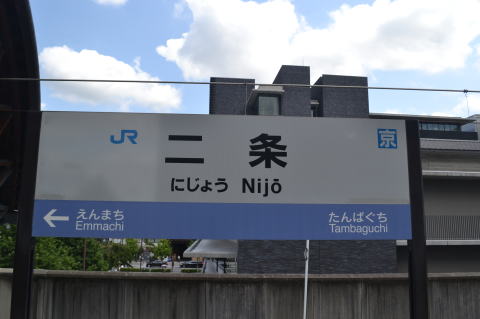 JR 二条 京
にじょう Nijō
← えんまち たんばぐち
Emmachi Tambaguchi